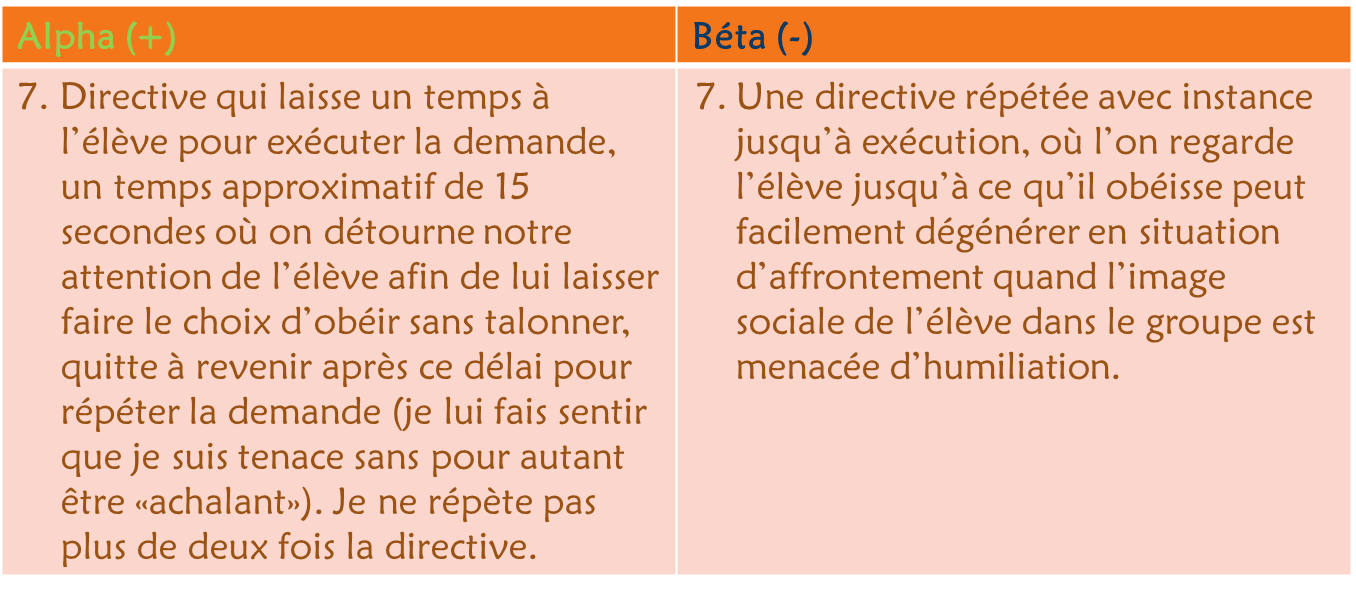 Alpha (+)
Béta (-)
7. Directive qui laisse un temps à
l’élève pour exécuter la demande,
un temps approximatif de 15
secondes où on détourne notre
attention de l’élève afin de lui laisser
faire le choix d’obéir sans talonner,
quitte à revenir après ce délai pour
répéter la demande (je lui fais sentir
que je suis tenace sans pour autant
être «achalant»). Je ne répète pas
plus de deux fois la directive.
7. Une directive répétée avec instance
jusqu’à exécution, où l’on regarde
l’élève jusqu’à ce qu’il obéisse peut
facilement dégénérer en situation
d’affrontement quand l’image
sociale de l’élève dans le groupe est
menacée d’humiliation.